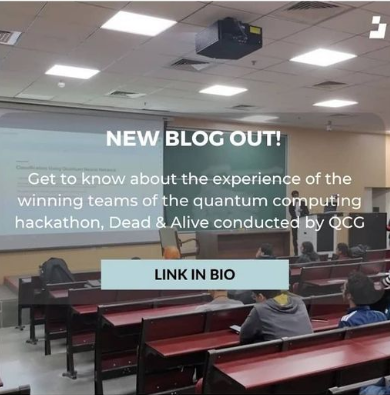 NEW BLOG OUT!
Get to know about the experience of the
winning teams of the quantum computing
hackathon, Dead & Alive conducted by QCG
LINK IN BIO